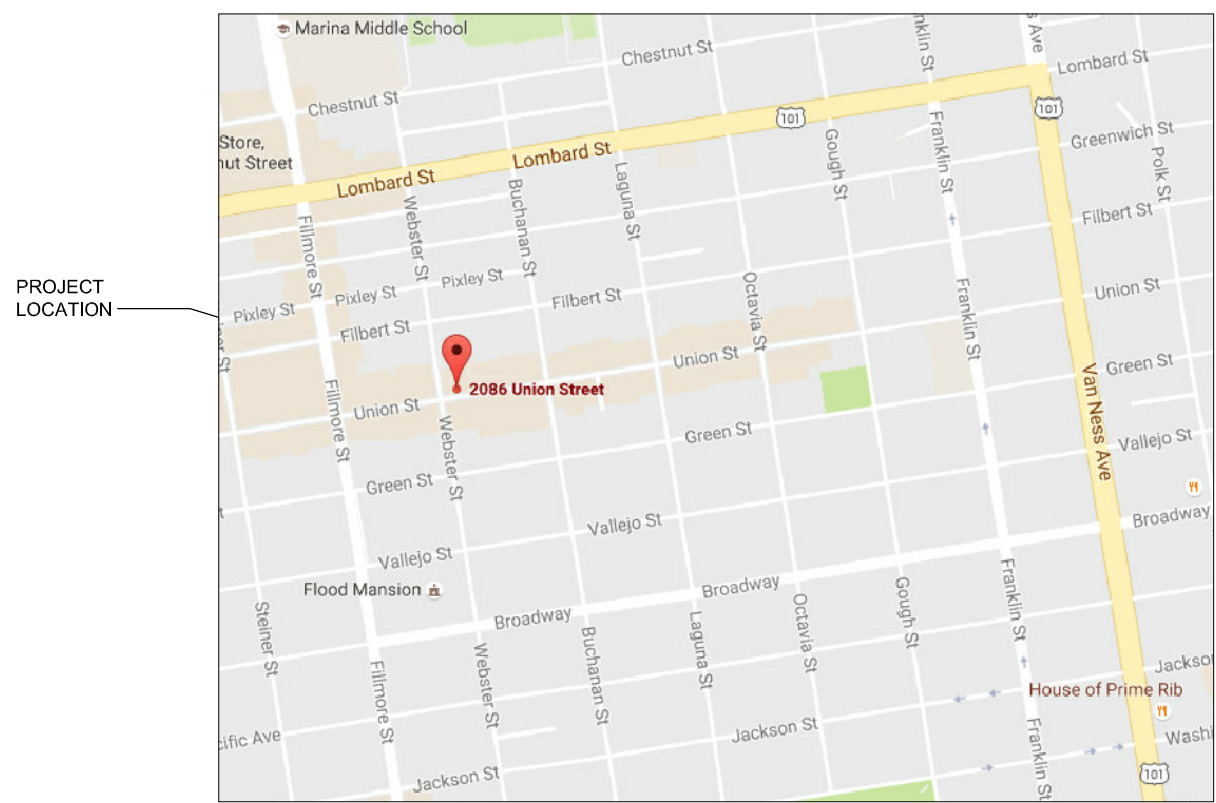 Marina Middle School
Chestnut St
nklin St
s Ave
Lombard St
101
101
Chestnut St
Greenwich St
Store,
nut Street
Lombard St
Lombard St
Gough St
Franklin St
Polk St
Webster St
Buchanan St
Laguna St
Filbert St
Fillmore St
PROJECT
LOCATION
Pixley St
Pixley St
Pixley St
Filbert St
Filbert St
Octavia St
Franklin St
Union St
iner St
Union St
2086 Union Street
Union St
Green St
Van Ness Ave
Fillmore St
Webster St
Green St
Vallejo St
Green St
Vallejo St
Broadway
Vallejo St
Flood Mansion
Broadway
Broadway
Steiner St
Buchanan St
Laguna St
Octavia St
Gough St
Franklin St
Fillmore St
Webster St
Jackso
House of Prime Rib
cific Ave
Jackson St
Franklin St
Washi
Jackson St
101